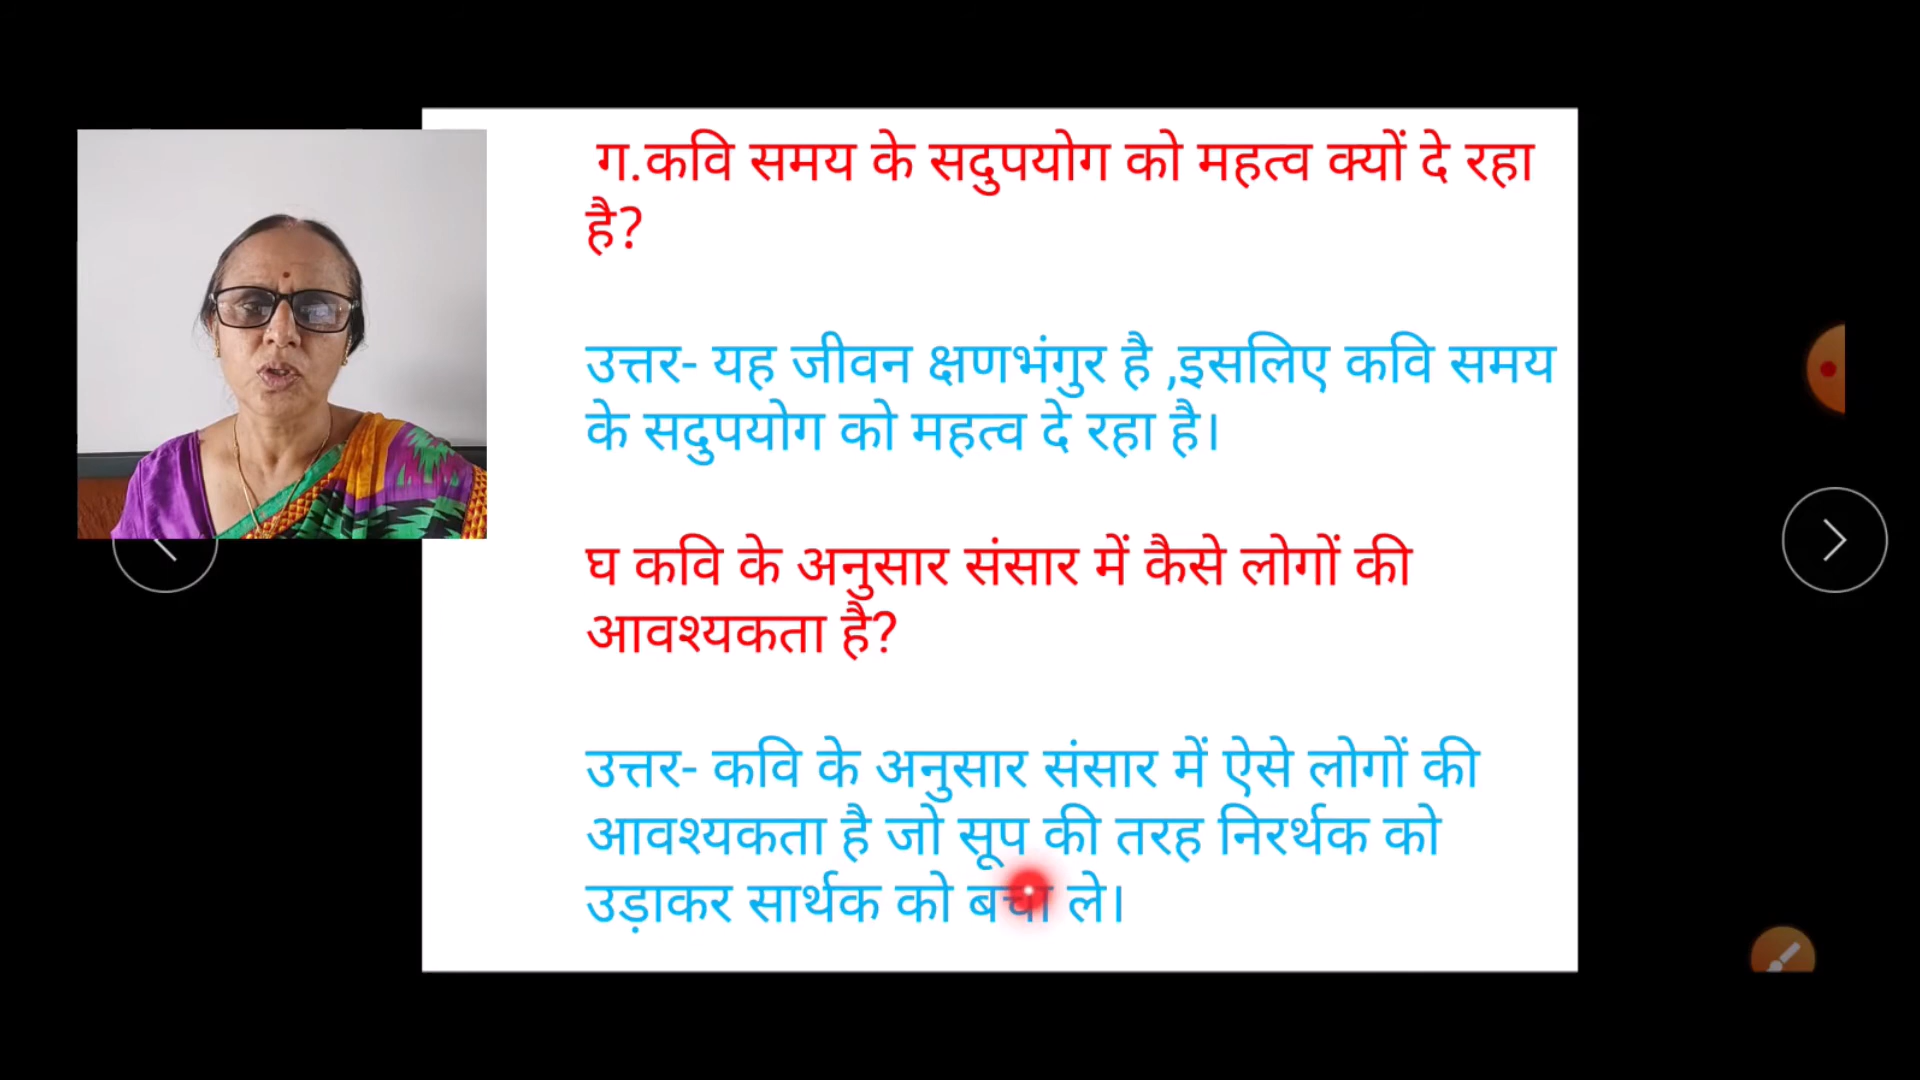 ग.कवि समय के सदुपयोग को महत्व क्यों दे रहा
है?
उत्तर- यह जीवन क्षणभंगुर है ,इसलिए कवि समय
के सदुपयोग को महत्व दे रहा है।
घ कवि के अनुसार संसार में कैसे लोगों की
आवश्यकता है?
उत्तर- कवि के अनुसार संसार में ऐसे लोगों की
आवश्यकता है जो सूप की तरह निरर्थक को
उड़ाकर सार्थक को बचा ले।